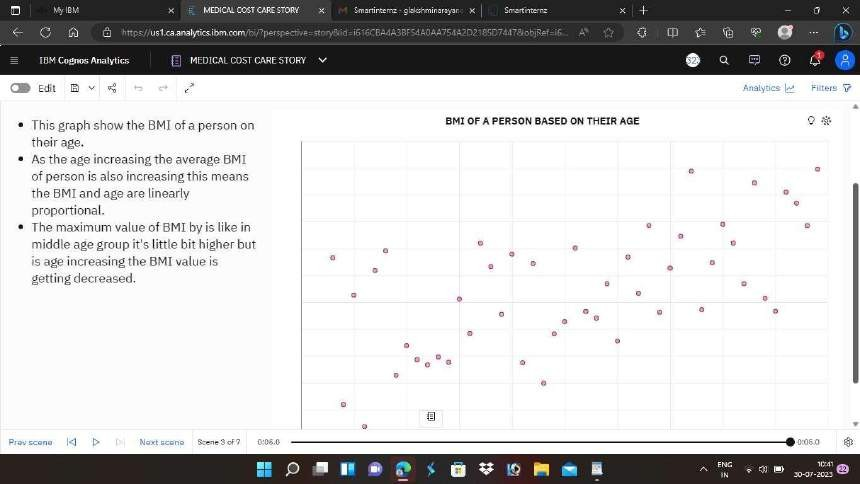 My IBM
MEDICAL COST CARE STORY
Smartinternz - glakshminarayan
Smartinternz
https://us1.ca.analytics.ibm.com/bi/?perspective=story&id=i616CBA4A3BF54A0AA754A2D2185D7447&objRef=i6...
IBM Cognos Analytics
MEDICAL COST CARE STORY
Edit
Analytics
Filters
• This graph show the BMI of a person on
their age.
• As the age increasing the average BMI
of person is also increasing this means
the BMI and age are linearly
proportional.
• The maximum value of BMI by is like in
middle age group it's little bit higher but
is age increasing the BMI value is
getting decreased.
BMI OF A PERSON BASED ON THEIR AGE
Prev scene
Next scene
Scene 3 of 7
0:05.0
0:05.0
ENG
IN
10:41
30-07-2023
22